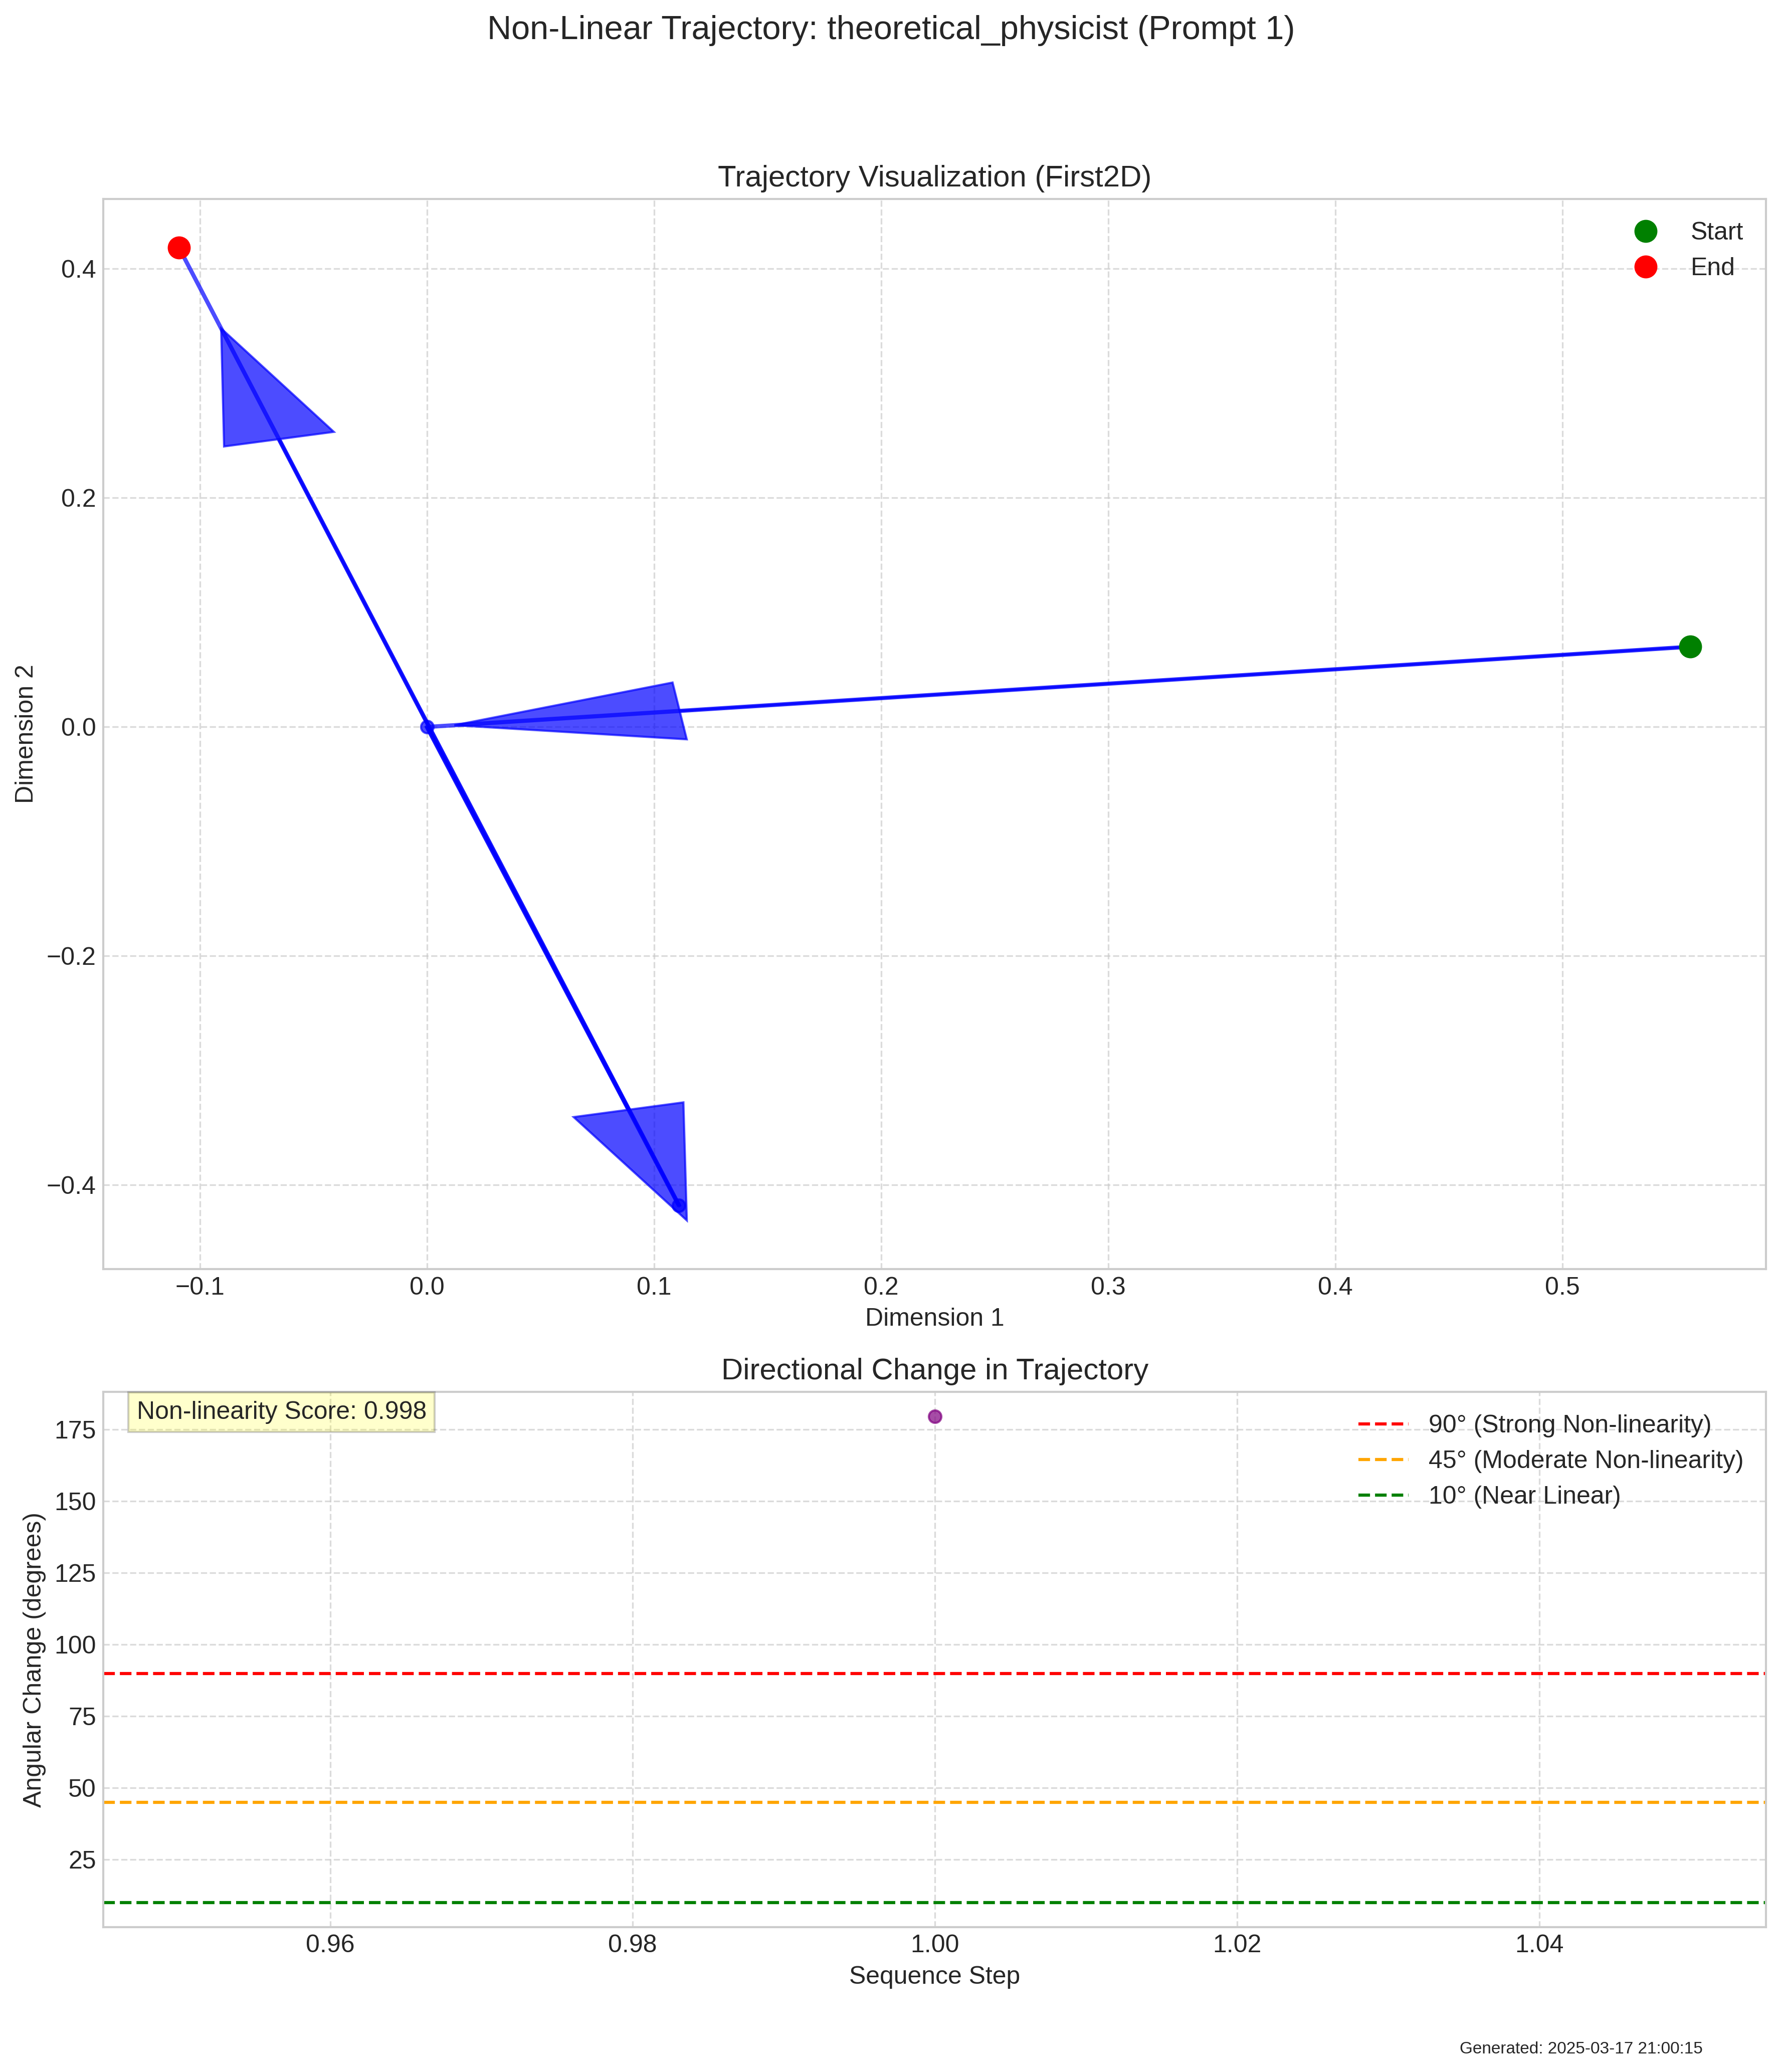 Non-Linear Trajectory: theoretical_physicist (Prompt 1)
Trajectory Visualization (First2D)
Start
End
0.4
0.2
0.0
−0.2
−0.4
Dimension 2
−0.1
0.0
0.1
0.2
0.3
0.4
0.5
Dimension 1
Directional Change in Trajectory
Non-linearity Score: 0.998
90° (Strong Non-linearity)
45° (Moderate Non-linearity)
10° (Near Linear)
175
150
125
100
75
50
25
Angular Change (degrees)
0.96
0.98
1.00
1.02
1.04
Sequence Step
Generated: 2025-03-17 21:00:15